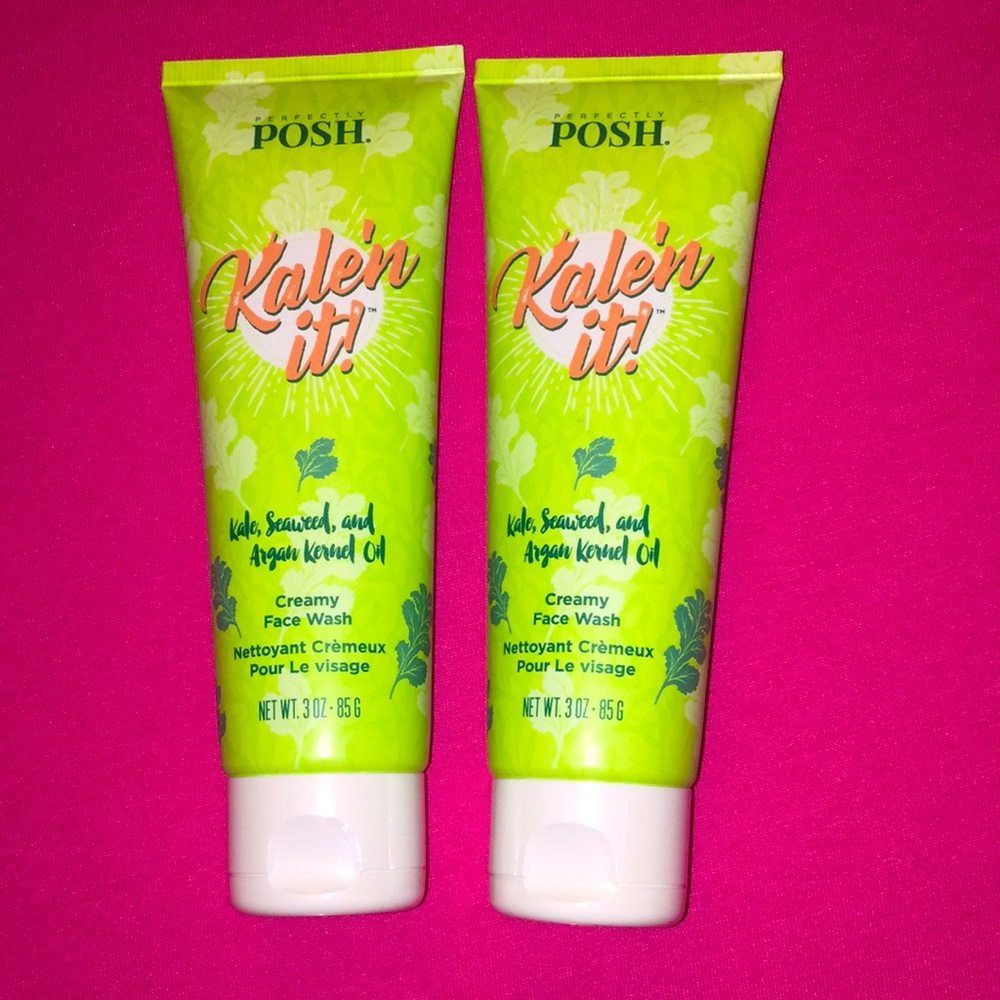 PERFECTLY
POSH®
Kale'n
it!™
Kale, Seaweed, and
Argan Kernel Oil
Creamy
Face Wash
Nettoyant Crèmeux
Pour Le visage
NET WT. 3 OZ • 85 G
PERFECTLY
POSH®
Kale'n
it!™
Kale, Seaweed, and
Argan Kernel Oil
Creamy
Face Wash
Nettoyant Crèmeux
Pour Le visage
NET WT. 3 OZ • 85 G